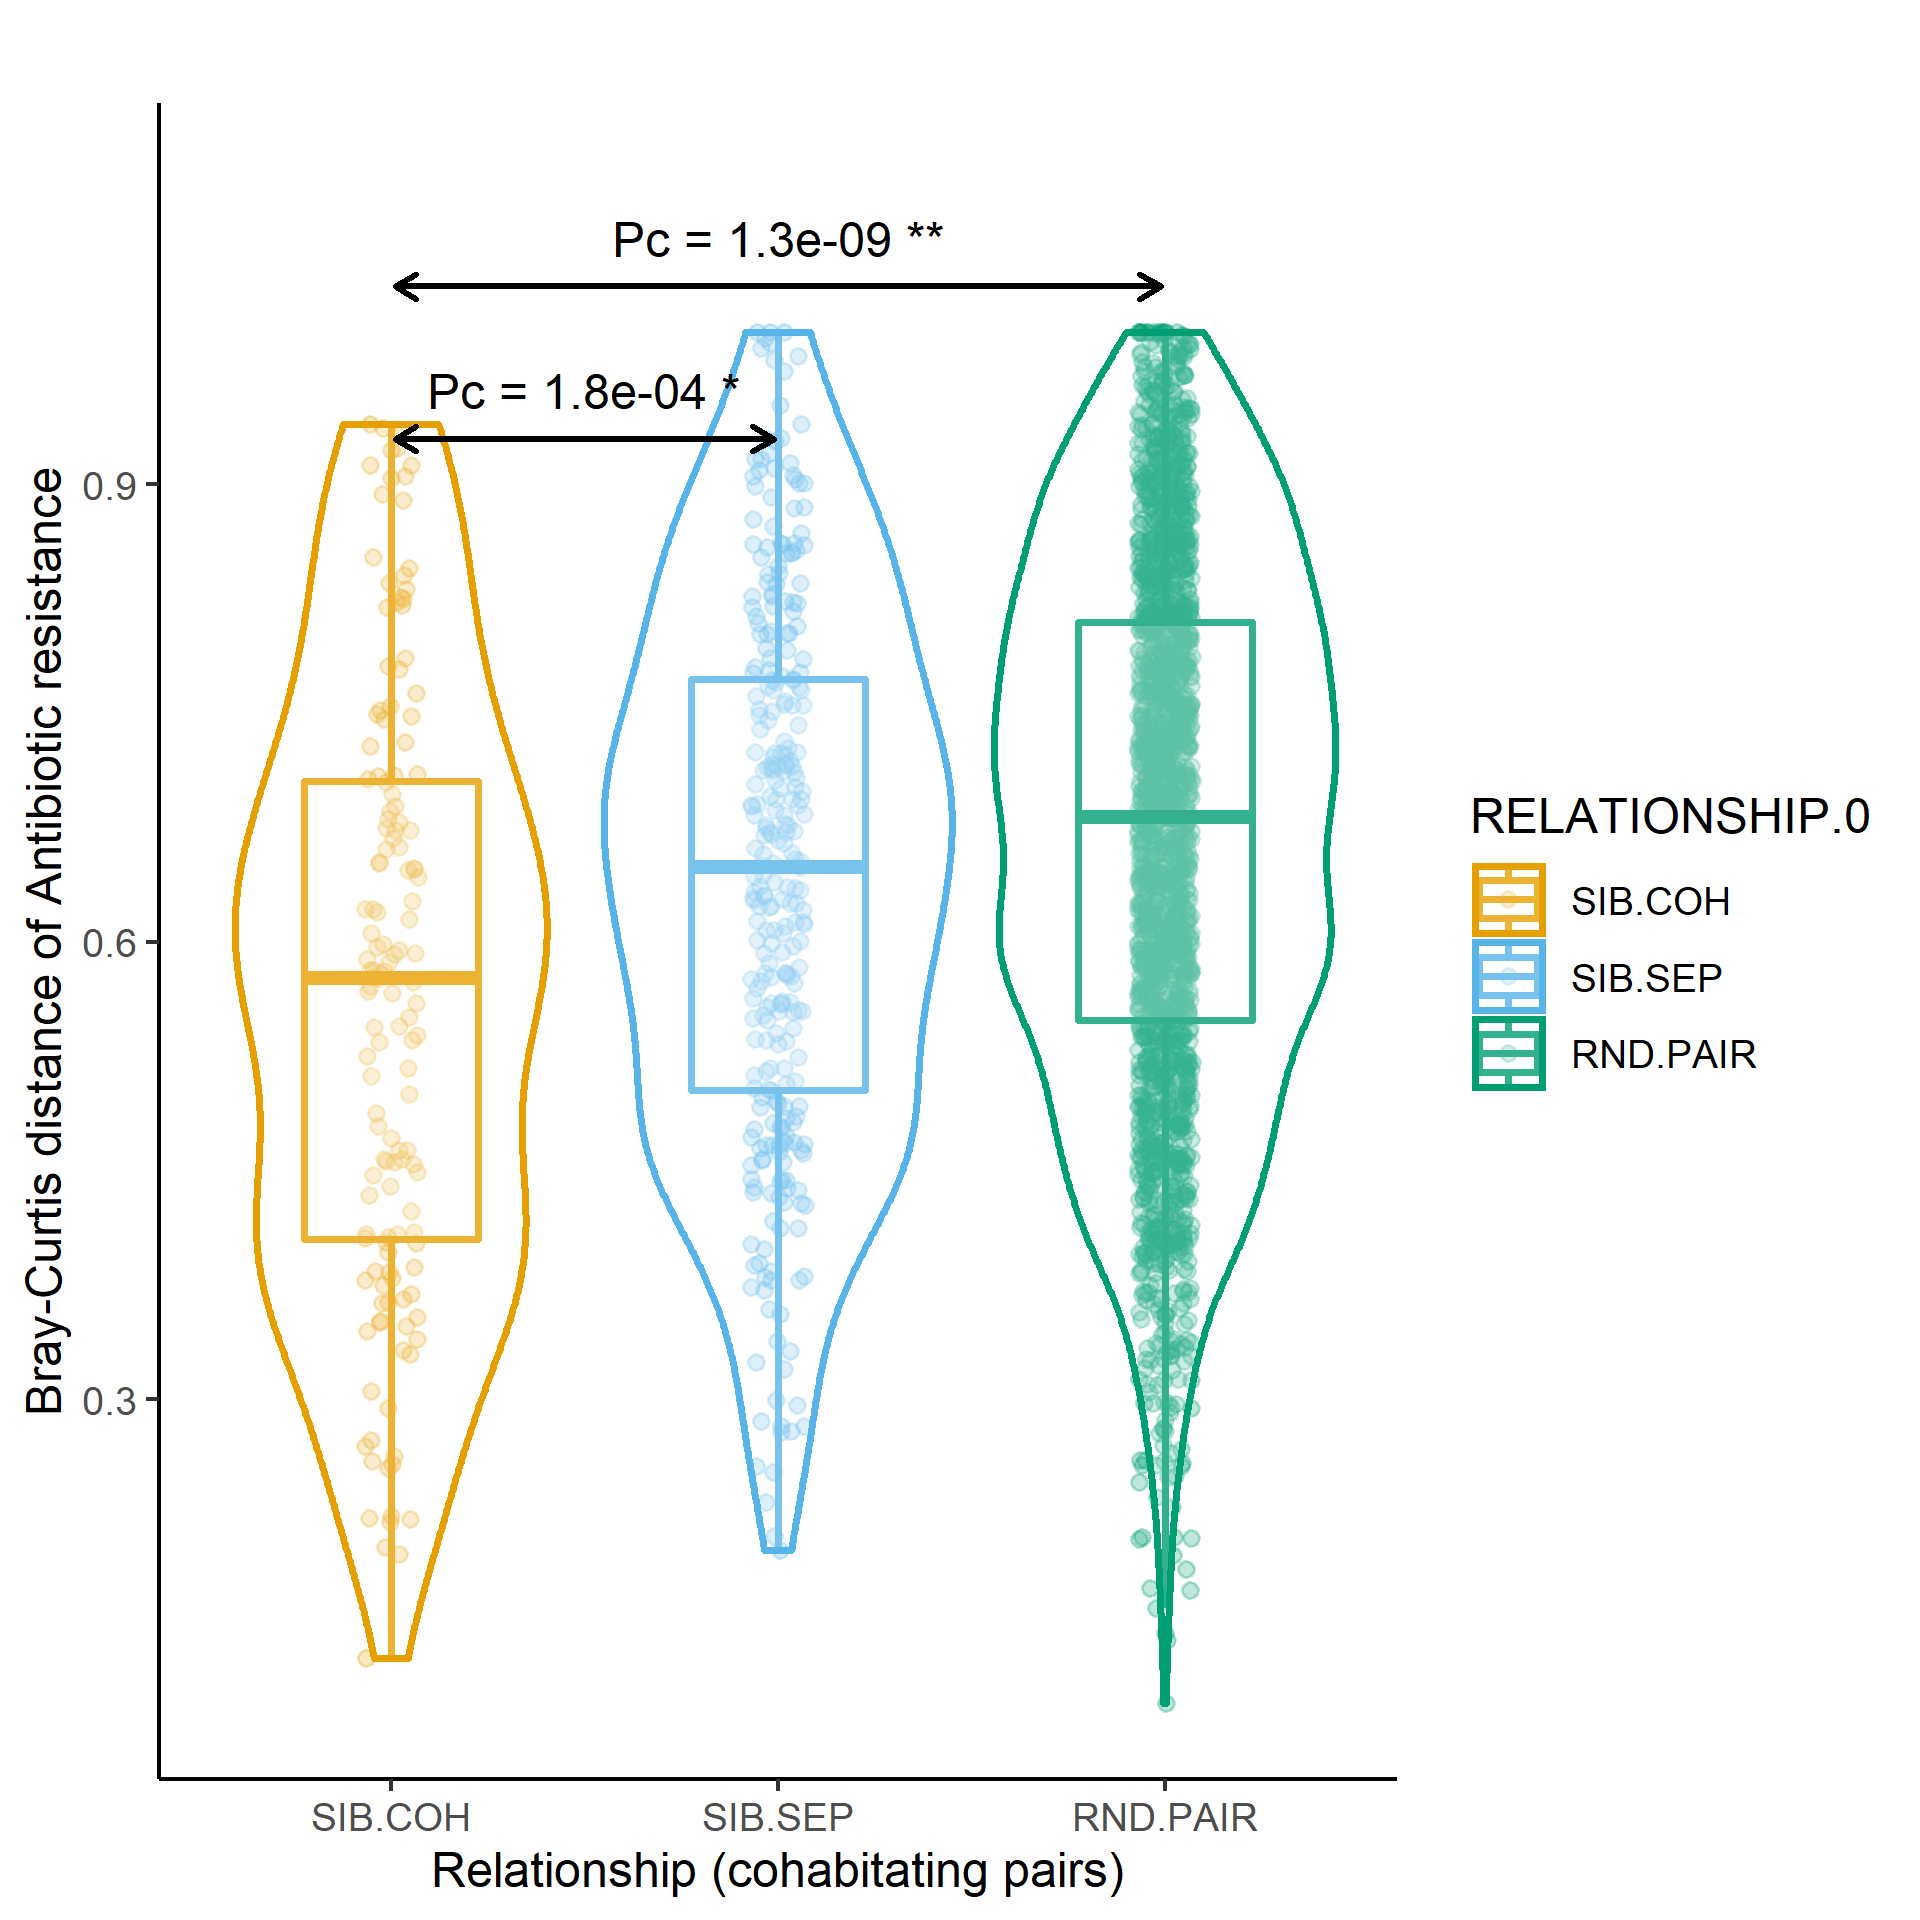 Pc = 1.3e-09 **
Pc = 1.8e-04 *
Bray-Curtis distance of Antibiotic resistance
0.9
0.6
0.3
SIB.COH
SIB.SEP
RND.PAIR
Relationship (cohabitating pairs)
RELATIONSHIP.0
SIB.COH
SIB.SEP
RND.PAIR